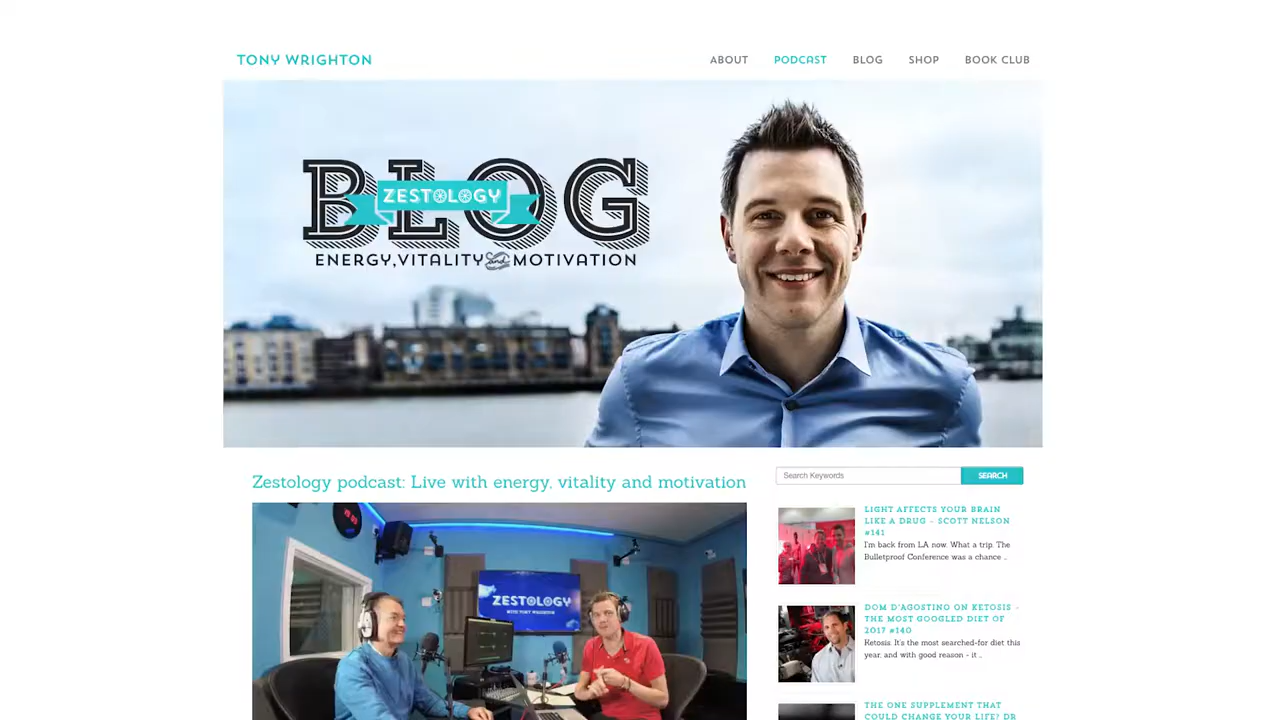 TONY WRIGHTON
ABOUT
PODCAST
BLOG
SHOP
BOOK CLUB
BLOG
ZESTOLOGY
ENERGY, VITALITY and MOTIVATION
Zestology podcast: Live with energy, vitality and motivation
ZESTOLOGY
WITH TONY WRIGHTON
Search Keywords
SEARCH
LIGHT AFFECTS YOUR BRAIN
LIKE A DRUG - SCOTT NELSON
#141
I'm back from LA now. What a trip. The
Bulletproof Conference was a chance ..
DOM D'AGOSTINO ON KETOSIS -
THE MOST GOOGLED DIET OF
2017 #140
Ketosis. It's the most searched-for diet this
year, and with good reason - it ..
THE ONE SUPPLEMENT THAT
COULD CHANGE YOUR LIFE? DR